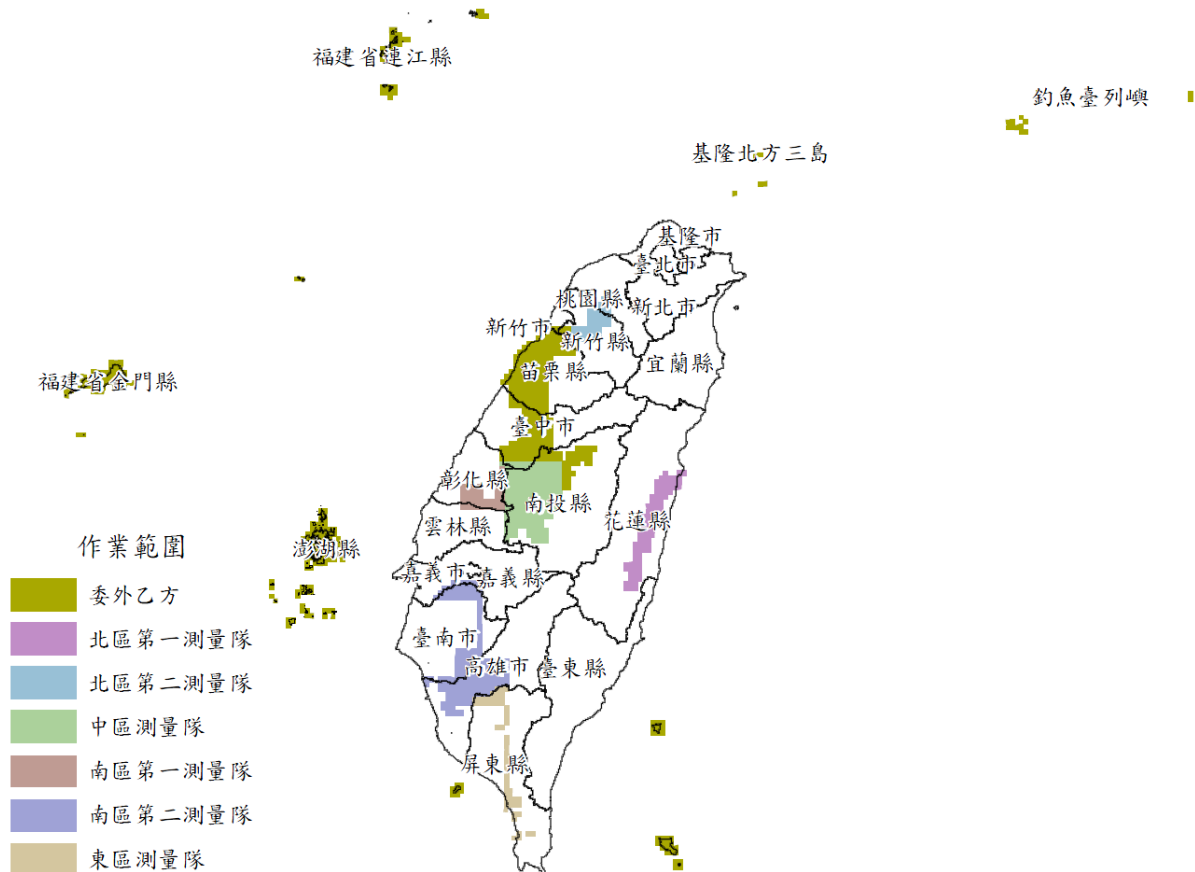 福建省連江縣
釣魚臺列嶼
基隆北方三島
基隆市
臺北市
桃園縣
新北市
新竹市
新竹縣
苗栗縣
宜蘭縣
福建省金門縣
臺中市
彰化縣
南投縣
花蓮縣
雲林縣
澎湖縣
嘉義市
嘉義縣
臺南市
高雄市
臺東縣
屏東縣
作業範圍
委外乙方
北區第一測量隊
北區第二測量隊
中區測量隊
南區第一測量隊
南區第二測量隊
東區測量隊